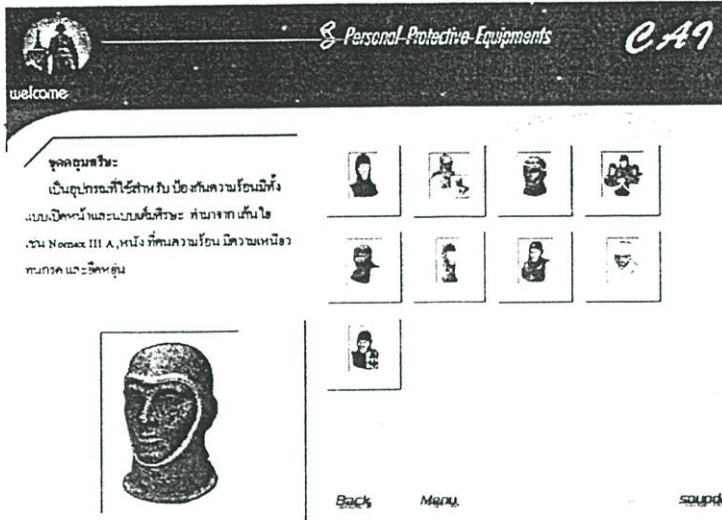 Personal Protective Equipments
CAI
welcome
ชุดคลุมศรีษะ
เป็นอุปกรณ์ที่ใช้สำหรับ ป้องกันความร้อนมีทั้ง
แบบเปิดหน้าและแบบเต็มศีรษะ ทำมาจาก เส้นใย
เช่น Nomex III A ,หนัง ที่ทนความร้อน มีความเหนียว
ทนกรด และยืดหยุ่น
Back Menu